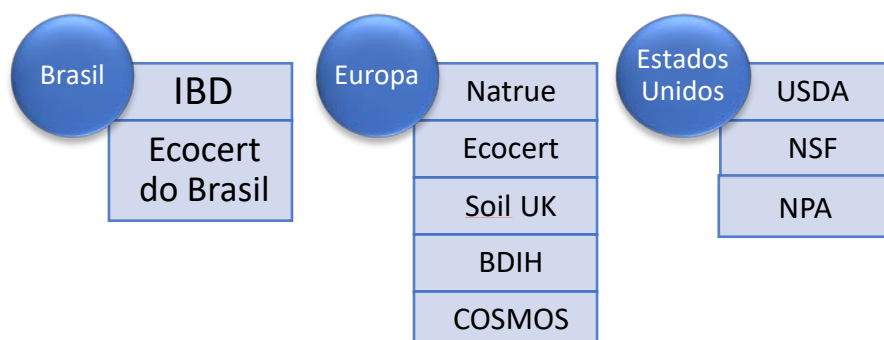 Brasil
IBD
Ecocert
do Brasil
Europa
Natrue
Ecocert
Soil UK
BDIH
COSMOS
Estados
Unidos
USDA
NSF
NPA